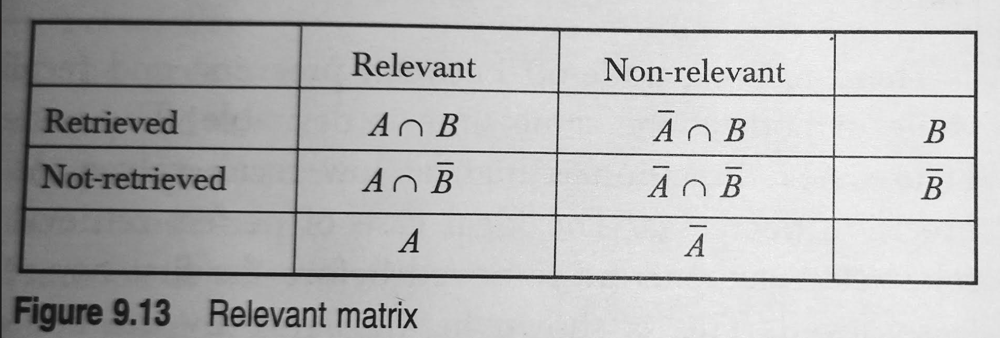 Relevant Non-relevant
Retrieved A ∩ B A̅ ∩ B B
Not-retrieved A ∩ B̅ A̅ ∩ B̅ B̅
A A̅
Figure 9.13 Relevant matrix